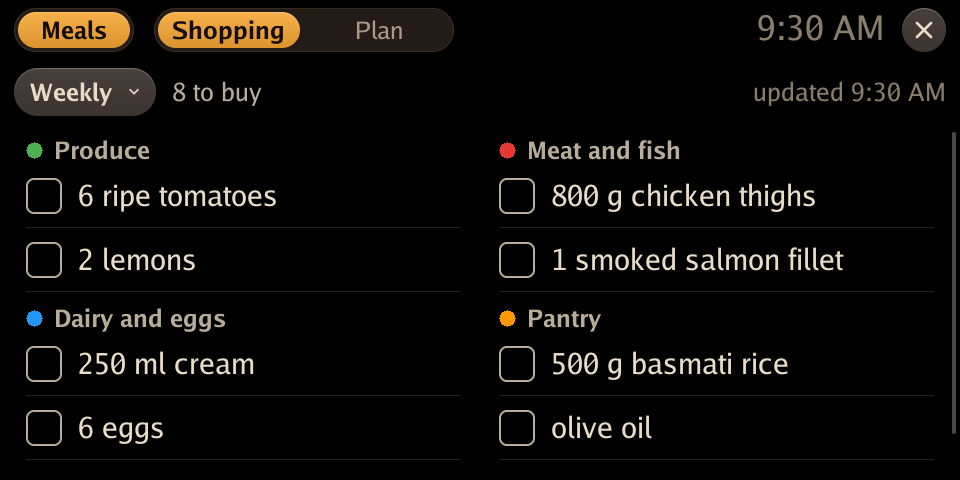 Meals
Shopping
Plan
9:30 AM
Weekly
8 to buy
updated 9:30 AM
Produce
6 ripe tomatoes
2 lemons
Dairy and eggs
250 ml cream
6 eggs
Meat and fish
800 g chicken thighs
1 smoked salmon fillet
Pantry
500 g basmati rice
olive oil